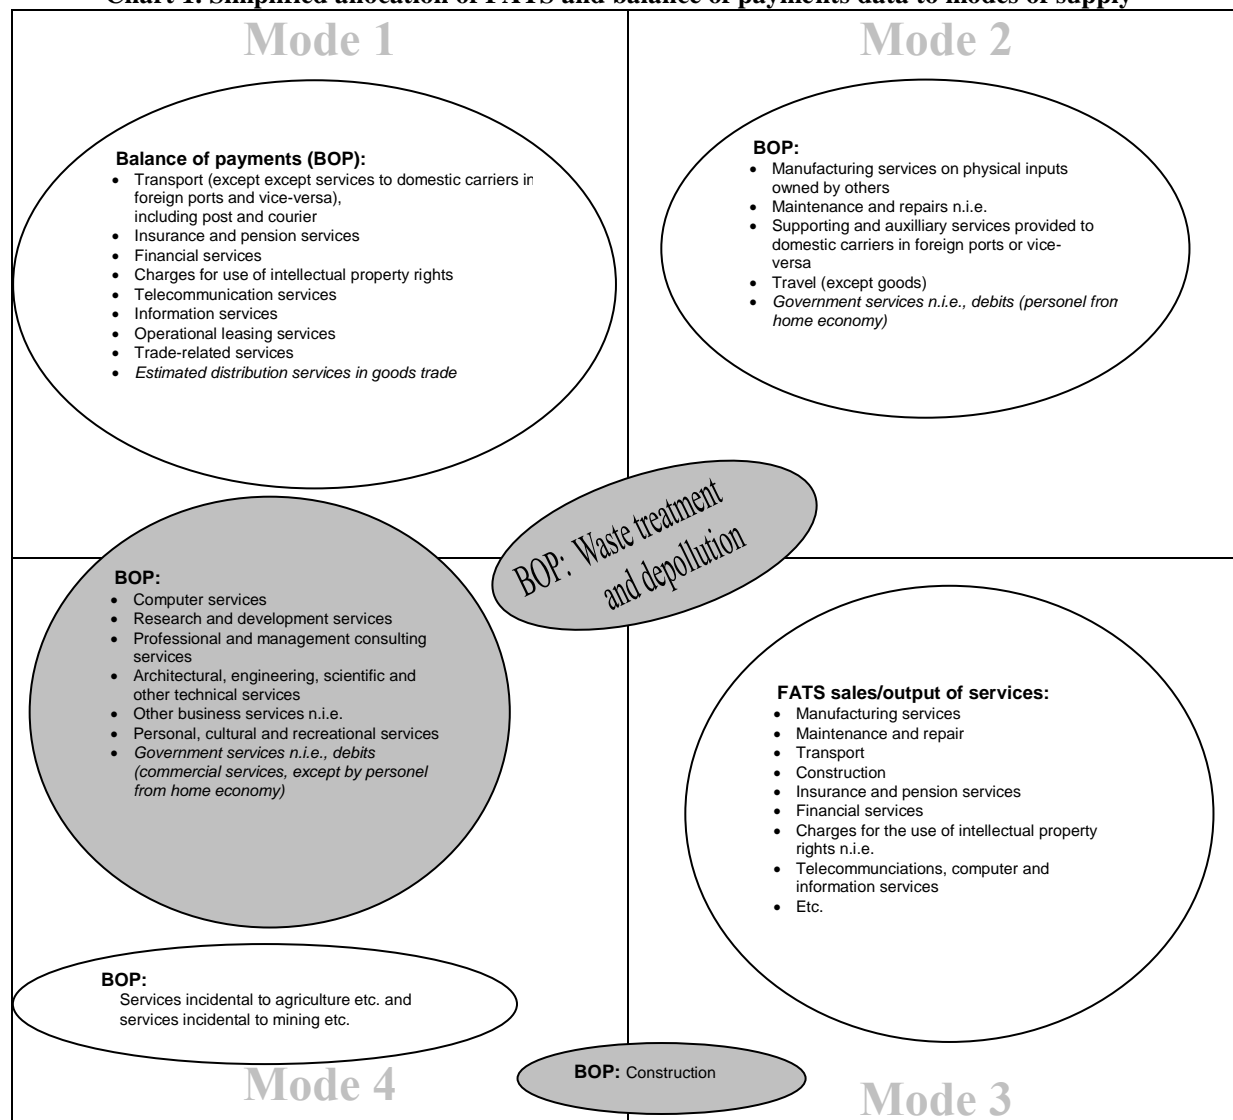 Chart 1. Simplified allocation of FATS and balance of payments data to modes of supply
Mode 1
Balance of payments (BOP):
• Transport (except except services to domestic carriers in
foreign ports and vice-versa),
including post and courier
• Insurance and pension services
• Financial services
• Charges for use of intellectual property rights
• Telecommunication services
• Information services
• Operational leasing services
• Trade-related services
• Estimated distribution services in goods trade
Mode 2
BOP:
• Manufacturing services on physical inputs
owned by others
• Maintenance and repairs n.i.e.
• Supporting and auxilliary services provided to
domestic carriers in foreign ports or vice-
versa
• Travel (except goods)
• Government services n.i.e., debits (personel from
home economy)
BOP: Waste treatment
and depollution
BOP:
• Computer services
• Research and development services
• Professional and management consulting
services
• Architectural, engineering, scientific and
other technical services
• Other business services n.i.e.
• Personal, cultural and recreational services
• Government services n.i.e., debits
(commercial services, except by personel
from home economy)
FATS sales/output of services:
• Manufacturing services
• Maintenance and repair
• Transport
• Construction
• Insurance and pension services
• Financial services
• Charges for the use of intellectual property
rights n.i.e.
• Telecommunciations, computer and
information services
• Etc.
BOP:
Services incidental to agriculture etc. and
services incidental to mining etc.
BOP: Construction
Mode 4
Mode 3